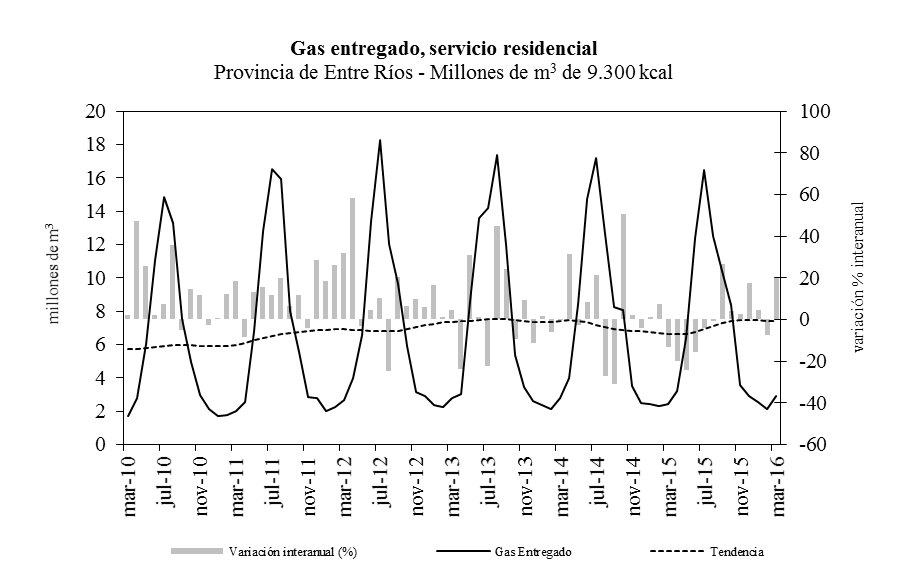 Gas entregado, servicio residencial
Provincia de Entre Ríos - Millones de m³ de 9.300 kcal
millones de m³
20
18
16
14
12
10
8
6
4
2
0
100
80
60
40
20
0
-20
-40
-60
variación % interanual
mar-10
jul-10
nov-10
mar-11
jul-11
nov-11
mar-12
jul-12
nov-12
mar-13
jul-13
nov-13
mar-14
jul-14
nov-14
mar-15
jul-15
nov-15
mar-16
Variación interanual (%)
Gas Entregado
Tendencia